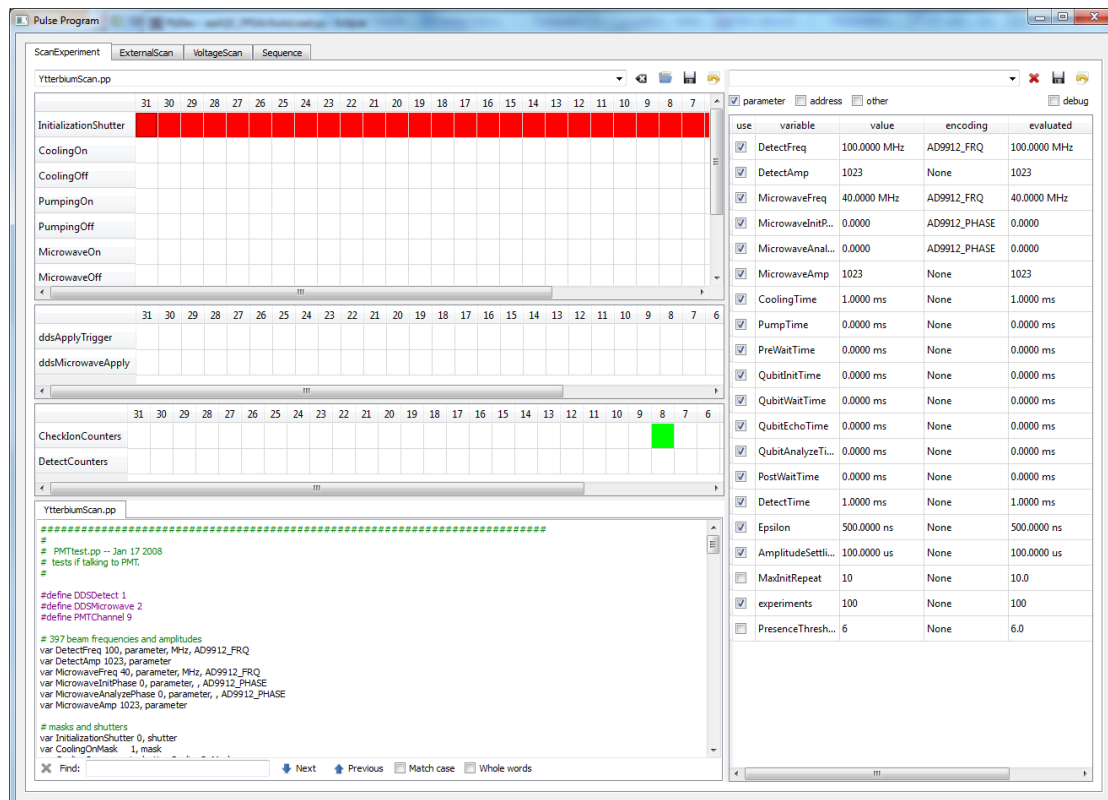 Pulse Program
ScanExperiment ExternalScan VoltageScan Sequence
YtterbiumScan.pp
31 30 29 28 27 26 25 24 23 22 21 20 19 18 17 16 15 14 13 12 11 10 9 8 7
InitializationShutter
CoolingOn
CoolingOff
PumpingOn
PumpingOff
MicrowaveOn
MicrowaveOff
31 30 29 28 27 26 25 24 23 22 21 20 19 18 17 16 15 14 13 12 11 10 9 8 7 6
ddsApplyTrigger
ddsMicrowaveApply
31 30 29 28 27 26 25 24 23 22 21 20 19 18 17 16 15 14 13 12 11 10 9 8 7 6
CheckIonCounters
DetectCounters
YtterbiumScan.pp
###########################################################################
#
# PMTtest.pp -- Jan 17 2008
# tests if talking to PMT.
#
#define DDSDetect 1
#define DDSMicrowave 2
#define PMTChannel 9
# 397 beam frequencies and amplitudes
var DetectFreq 100, parameter, MHz, AD9912_FRQ
var DetectAmp 1023, parameter
var MicrowaveFreq 40, parameter, MHz, AD9912_FRQ
var MicrowaveInitPhase 0, parameter, , AD9912_PHASE
var MicrowaveAnalyzePhase 0, parameter, , AD9912_PHASE
var MicrowaveAmp 1023, parameter
# masks and shutters
var InitializationShutter 0, shutter
var CoolingOnMask 1, mask
Find: Next Previous Match case Whole words
parameter address other debug
use variable value encoding evaluated
DetectFreq 100.0000 MHz AD9912_FRQ 100.0000 MHz
DetectAmp 1023 None 1023
MicrowaveFreq 40.0000 MHz AD9912_FRQ 40.0000 MHz
MicrowaveInitP... 0.0000 AD9912_PHASE 0.0000
MicrowaveAnal... 0.0000 AD9912_PHASE 0.0000
MicrowaveAmp 1023 None 1023
CoolingTime 1.0000 ms None 1.0000 ms
PumpTime 0.0000 ms None 0.0000 ms
PreWaitTime 0.0000 ms None 0.0000 ms
QubitInitTime 0.0000 ms None 0.0000 ms
QubitWaitTime 0.0000 ms None 0.0000 ms
QubitEchoTime 0.0000 ms None 0.0000 ms
QubitAnalyzeTi... 0.0000 ms None 0.0000 ms
PostWaitTime 0.0000 ms None 0.0000 ms
DetectTime 1.0000 ms None 1.0000 ms
Epsilon 500.0000 ns None 500.0000 ns
AmplitudeSettli... 100.0000 us None 100.0000 us
MaxInitRepeat 10 None 10.0
experiments 100 None 100
PresenceThresh... 6 None 6.0